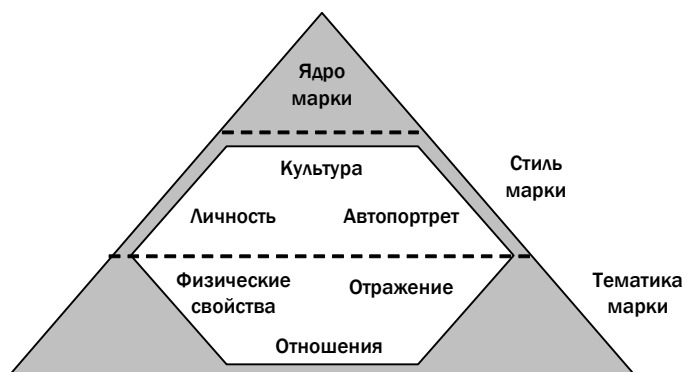 Ядро
марки
Культура
Стиль
марки
Личность
Автопортрет
Физические
свойства
Отражение
Тематика
марки
Отношения